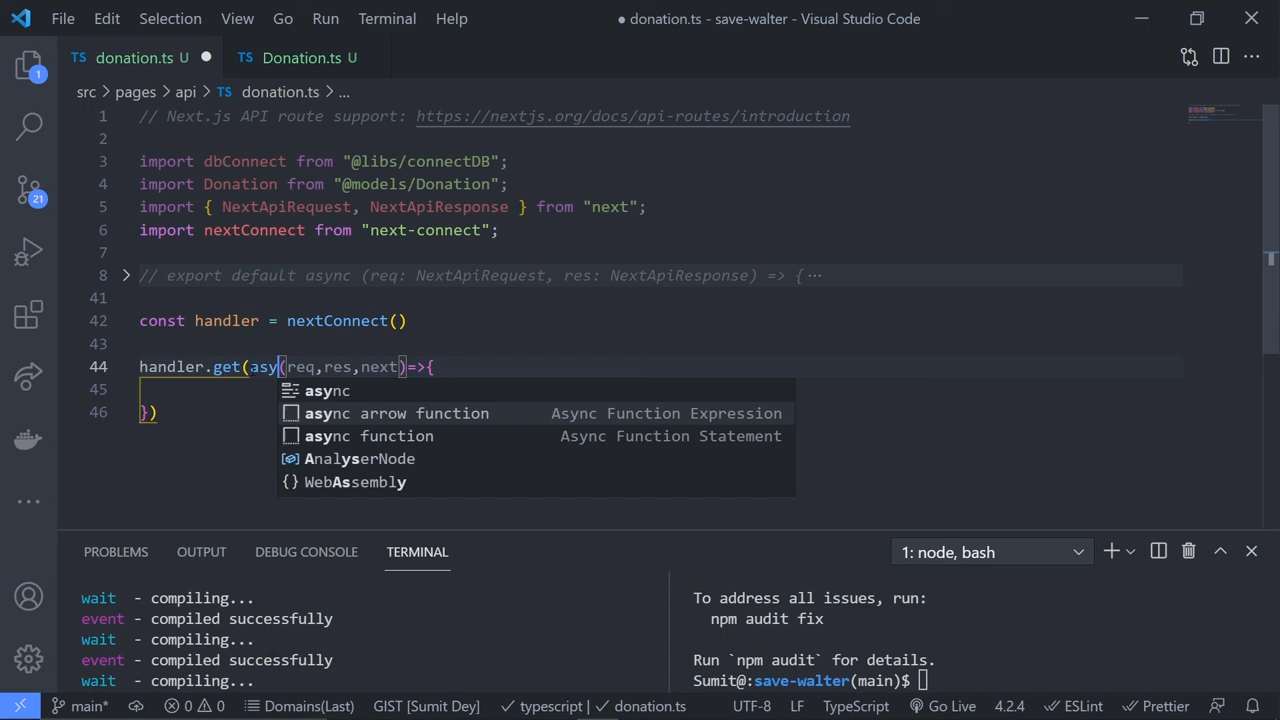 File Edit Selection View Go Run Terminal Help ● donation.ts - save-walter - Visual Studio Code
TS donation.ts U ● TS Donation.ts U
src > pages > api > TS donation.ts > ...
1 // Next.js API route support: https://nextjs.org/docs/api-routes/introduction
2
3 import dbConnect from "@libs/connectDB";
4 import Donation from "@models/Donation";
5 import { NextApiRequest, NextApiResponse } from "next";
6 import nextConnect from "next-connect";
7
8 // export default async (req: NextApiRequest, res: NextApiResponse) => { ...
41
42 const handler = nextConnect()
43
44 handler.get(asy(req,res,next)=>{
45
46 })
async
async arrow function Async Function Expression
async function Async Function Statement
AnalyserNode
WebAssembly
PROBLEMS OUTPUT DEBUG CONSOLE TERMINAL 1: node, bash
wait - compiling...
event - compiled successfully
wait - compiling...
event - compiled successfully
wait - compiling...
To address all issues, run:
npm audit fix
Run `npm audit` for details.
Sumit@:save-walter(main)$
1
21
main* 0 0 Domains(Last) GIST [Sumit Dey] typescript | donation.ts UTF-8 LF TypeScript Go Live 4.2.4 ESLint Prettier